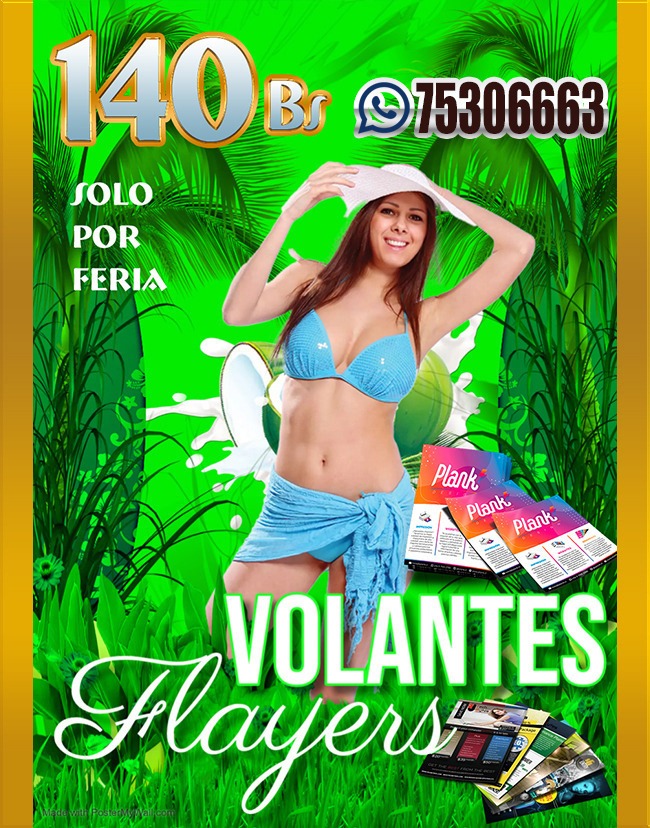 140 Bs
75306663
SOLO
POR
FERIA
Plank
Plank
Plank
VOLANTES
Flayers
Made with PosterMyWall.com